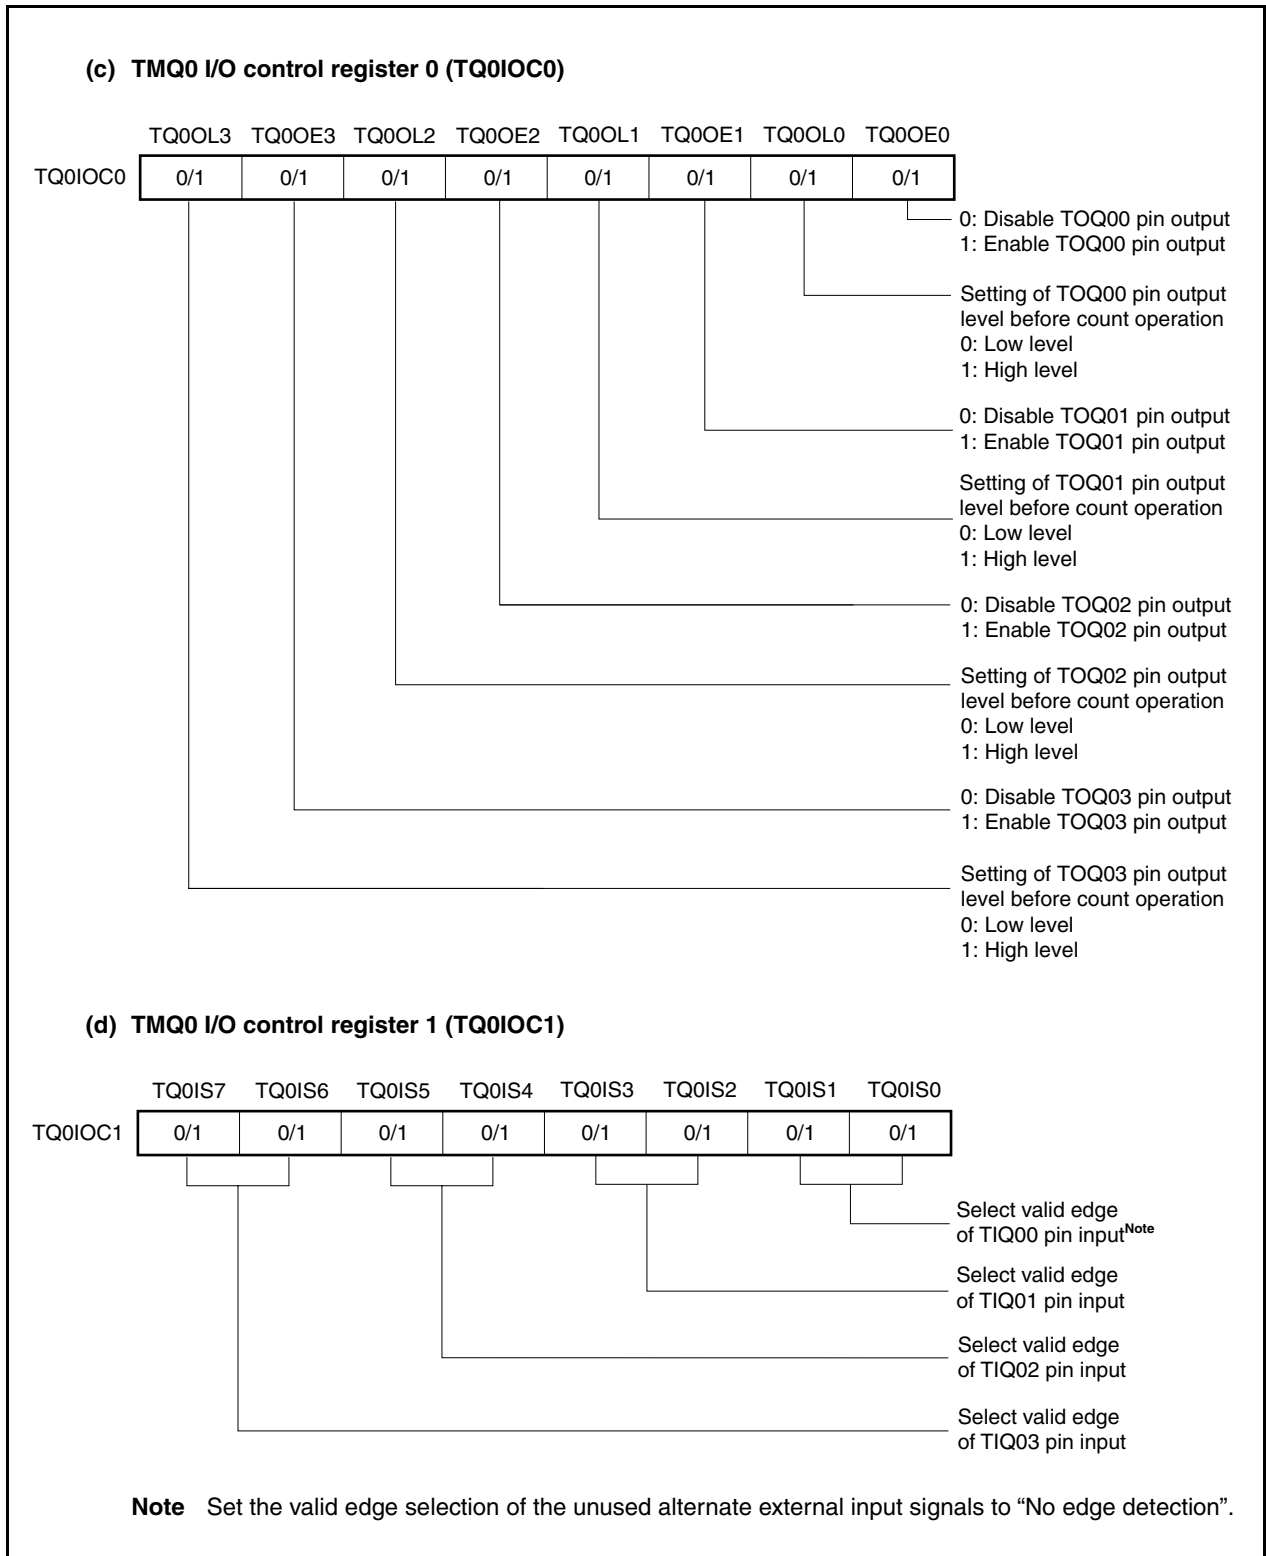 (c) TMQ0 I/O control register 0 (TQ0IOC0)
TQ0OL3 TQ0OE3 TQ0OL2 TQ0OE2 TQ0OL1 TQ0OE1 TQ0OL0 TQ0OE0
TQ0IOC0 0/1 0/1 0/1 0/1 0/1 0/1 0/1 0/1
0: Disable TOQ00 pin output
1: Enable TOQ00 pin output
Setting of TOQ00 pin output
level before count operation
0: Low level
1: High level
0: Disable TOQ01 pin output
1: Enable TOQ01 pin output
Setting of TOQ01 pin output
level before count operation
0: Low level
1: High level
0: Disable TOQ02 pin output
1: Enable TOQ02 pin output
Setting of TOQ02 pin output
level before count operation
0: Low level
1: High level
0: Disable TOQ03 pin output
1: Enable TOQ03 pin output
Setting of TOQ03 pin output
level before count operation
0: Low level
1: High level
(d) TMQ0 I/O control register 1 (TQ0IOC1)
TQ0IS7 TQ0IS6 TQ0IS5 TQ0IS4 TQ0IS3 TQ0IS2 TQ0IS1 TQ0IS0
TQ0IOC1 0/1 0/1 0/1 0/1 0/1 0/1 0/1 0/1
Select valid edge
of TIQ00 pin inputNote
Select valid edge
of TIQ01 pin input
Select valid edge
of TIQ02 pin input
Select valid edge
of TIQ03 pin input
Note Set the valid edge selection of the unused alternate external input signals to “No edge detection”.